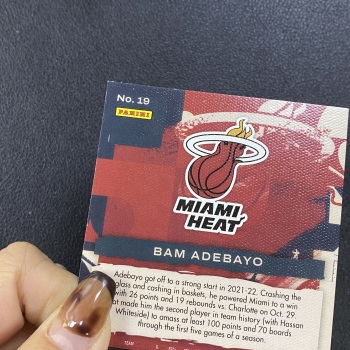 No. 19
PANINI
MIAMI
HEAT
BAM ADEBAYO
Adebayo got off to a strong start in 2021-22. Crashing the
glass and cashing in baskets, he powered Miami to a win
with 26 points and 19 rebounds vs. Charlotte on Oct. 29
that made him the second player in team history (with Hassan
Whiteside) to amass at least 100 points and 70 boards
through the first five games of a season.
TEAM